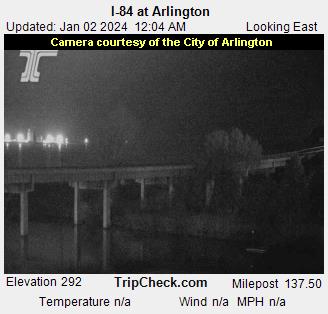 I-84 at Arlington
Updated: Jan 02 2024 12:04 AM Looking East
Camera courtesy of the City of Arlington
Elevation 292 TripCheck.com Milepost 137.50
Temperature n/a Wind n/a MPH n/a